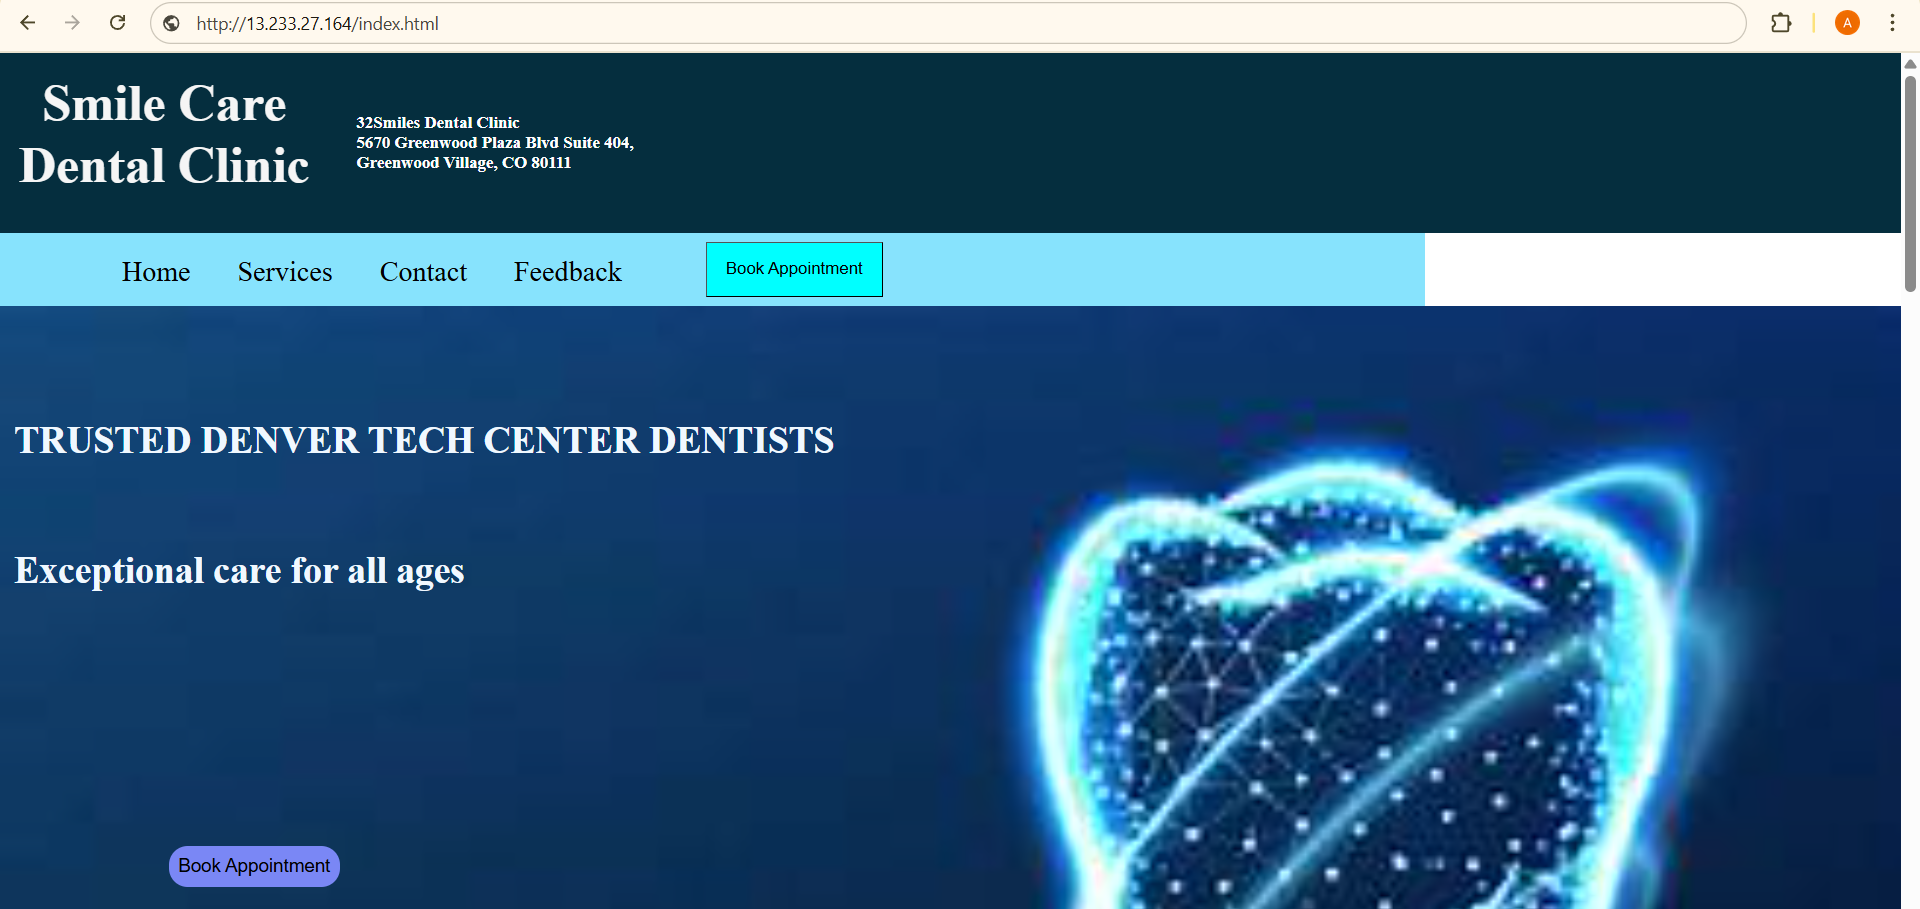 http://13.233.27.164/index.html
A
Smile Care
Dental Clinic
32Smiles Dental Clinic
5670 Greenwood Plaza Blvd Suite 404,
Greenwood Village, CO 80111
Home Services Contact Feedback Book Appointment
TRUSTED DENVER TECH CENTER DENTISTS
Exceptional care for all ages
Book Appointment